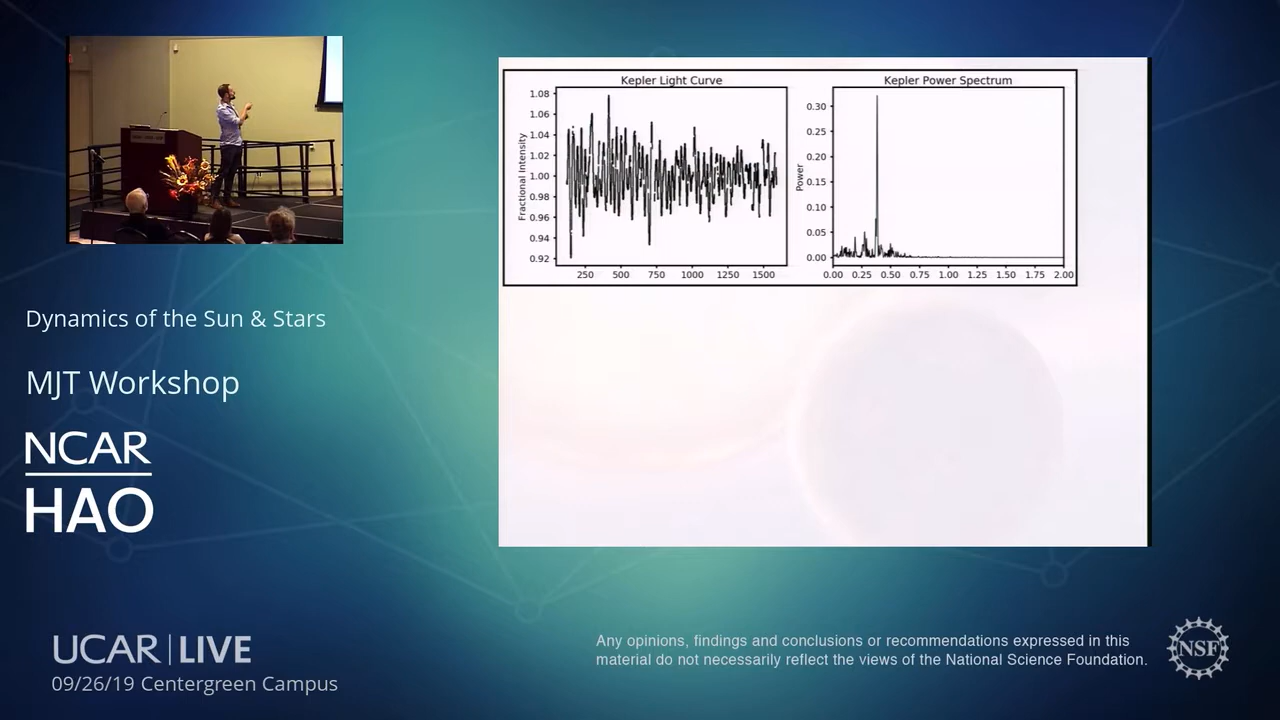 Kepler Light Curve
Fractional Intensity
1.08
1.06
1.04
1.02
1.00
0.98
0.96
0.94
0.92
250 500 750 1000 1250 1500
Kepler Power Spectrum
Power
0.30
0.25
0.20
0.15
0.10
0.05
0.00
0.00 0.25 0.50 0.75 1.00 1.25 1.50 1.75 2.00
Dynamics of the Sun & Stars
MJT Workshop
NCAR
HAO
UCAR | LIVE
09/26/19 Centergreen Campus
Any opinions, findings and conclusions or recommendations expressed in this
material do not necessarily reflect the views of the National Science Foundation.
NSF